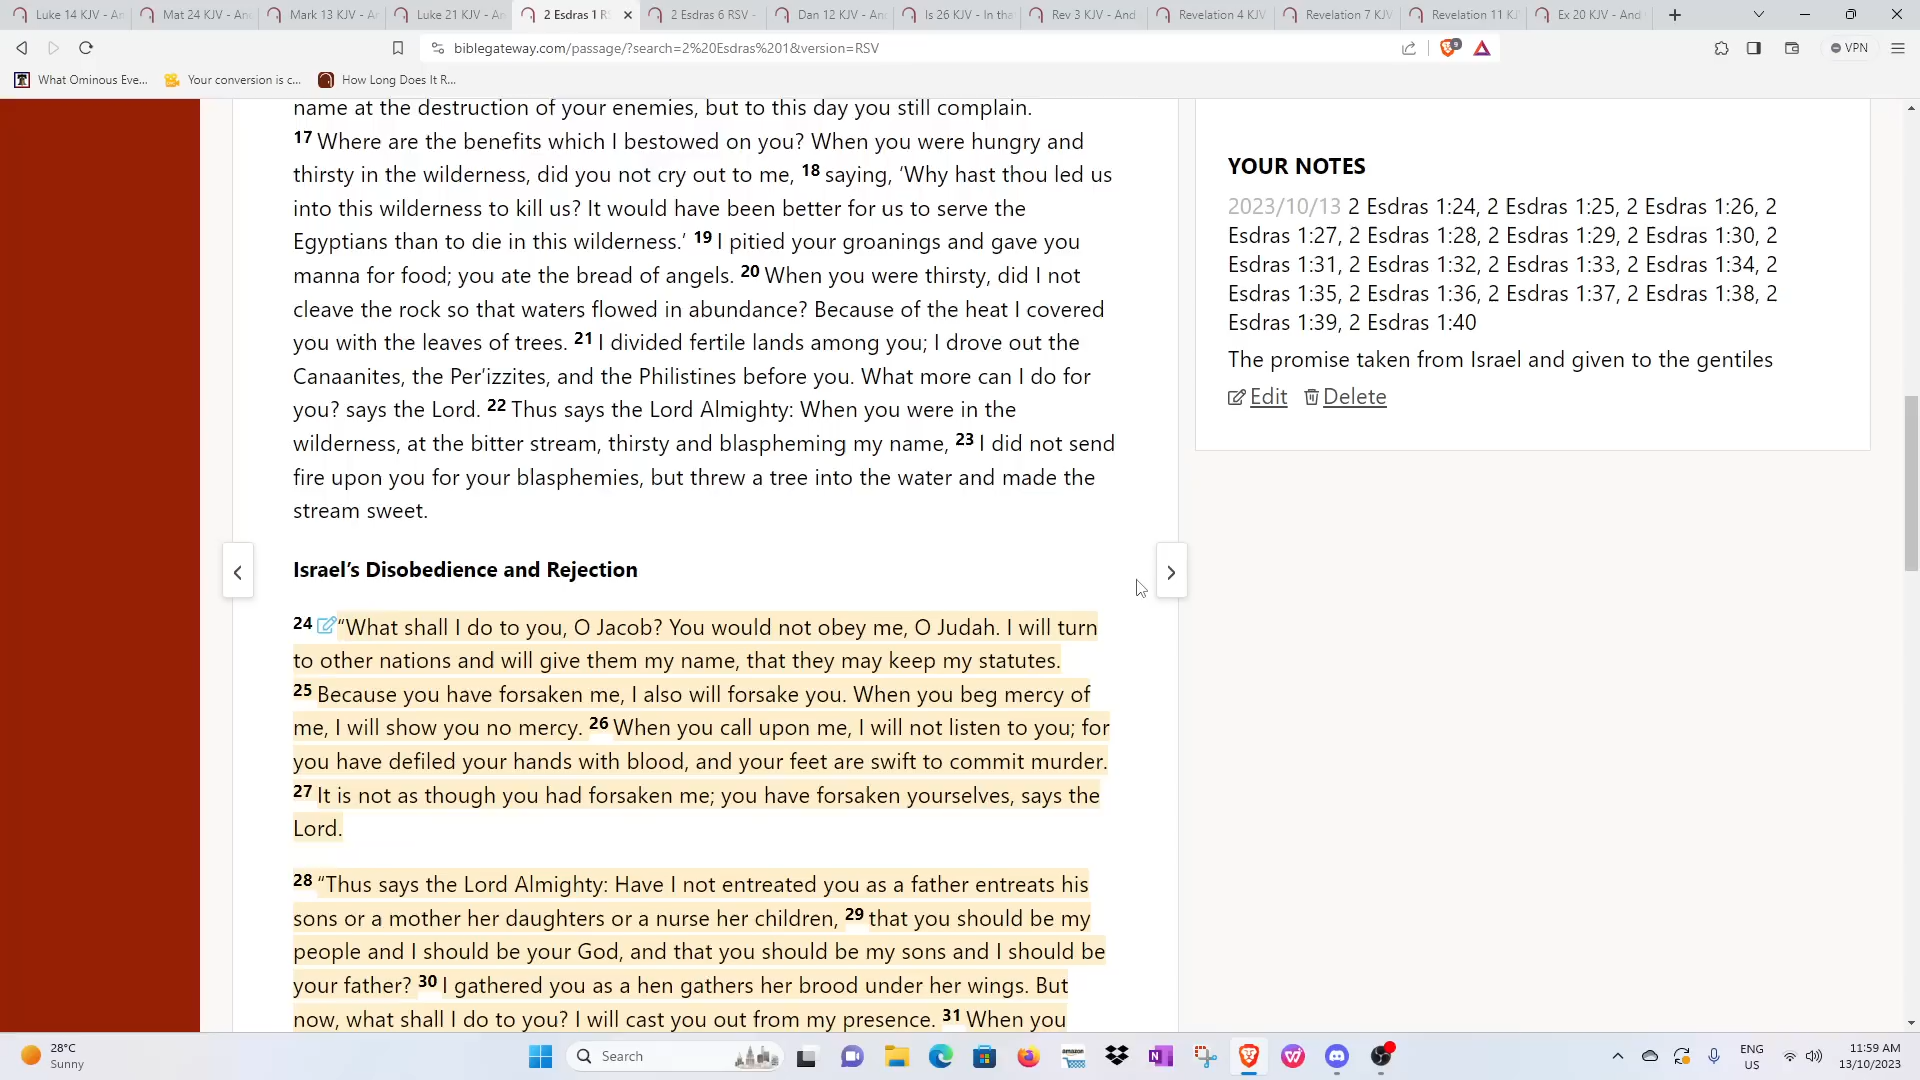 Luke 14 KJV - An
Mat 24 KJV - And
Mark 13 KJV - An
Luke 21 KJV - An
2 Esdras 1 RS
2 Esdras 6 RSV -
Dan 12 KJV - An
Is 26 KJV - In tha
Rev 3 KJV - And
Revelation 4 KJV
Revelation 7 KJV
Revelation 11 KJ
Ex 20 KJV - And
biblegateway.com/passage/?search=2%20Esdras%201&version=RSV
9
VPN
What Ominous Eve...
Your conversion is c...
How Long Does It R...
name at the destruction of your enemies, but to this day you still complain.
17 Where are the benefits which I bestowed on you? When you were hungry and
thirsty in the wilderness, did you not cry out to me, 18 saying, ‘Why hast thou led us
into this wilderness to kill us? It would have been better for us to serve the
Egyptians than to die in this wilderness.’ 19 I pitied your groanings and gave you
manna for food; you ate the bread of angels. 20 When you were thirsty, did I not
cleave the rock so that waters flowed in abundance? Because of the heat I covered
you with the leaves of trees. 21 I divided fertile lands among you; I drove out the
Canaanites, the Per′izzites, and the Philistines before you. What more can I do for
you? says the Lord. 22 Thus says the Lord Almighty: When you were in the
wilderness, at the bitter stream, thirsty and blaspheming my name, 23 I did not send
fire upon you for your blasphemies, but threw a tree into the water and made the
stream sweet.
Israel’s Disobedience and Rejection
24 “What shall I do to you, O Jacob? You would not obey me, O Judah. I will turn
to other nations and will give them my name, that they may keep my statutes.
25 Because you have forsaken me, I also will forsake you. When you beg mercy of
me, I will show you no mercy. 26 When you call upon me, I will not listen to you; for
you have defiled your hands with blood, and your feet are swift to commit murder.
27 It is not as though you had forsaken me; you have forsaken yourselves, says the
Lord.
28 “Thus says the Lord Almighty: Have I not entreated you as a father entreats his
sons or a mother her daughters or a nurse her children, 29 that you should be my
people and I should be your God, and that you should be my sons and I should be
your father? 30 I gathered you as a hen gathers her brood under her wings. But
now, what shall I do to you? I will cast you out from my presence. 31 When you
YOUR NOTES
2023/10/13 2 Esdras 1:24, 2 Esdras 1:25, 2 Esdras 1:26, 2
Esdras 1:27, 2 Esdras 1:28, 2 Esdras 1:29, 2 Esdras 1:30, 2
Esdras 1:31, 2 Esdras 1:32, 2 Esdras 1:33, 2 Esdras 1:34, 2
Esdras 1:35, 2 Esdras 1:36, 2 Esdras 1:37, 2 Esdras 1:38, 2
Esdras 1:39, 2 Esdras 1:40
The promise taken from Israel and given to the gentiles
Edit Delete
28°C
Sunny
Search
amazon
ENG
US
11:59 AM
13/10/2023